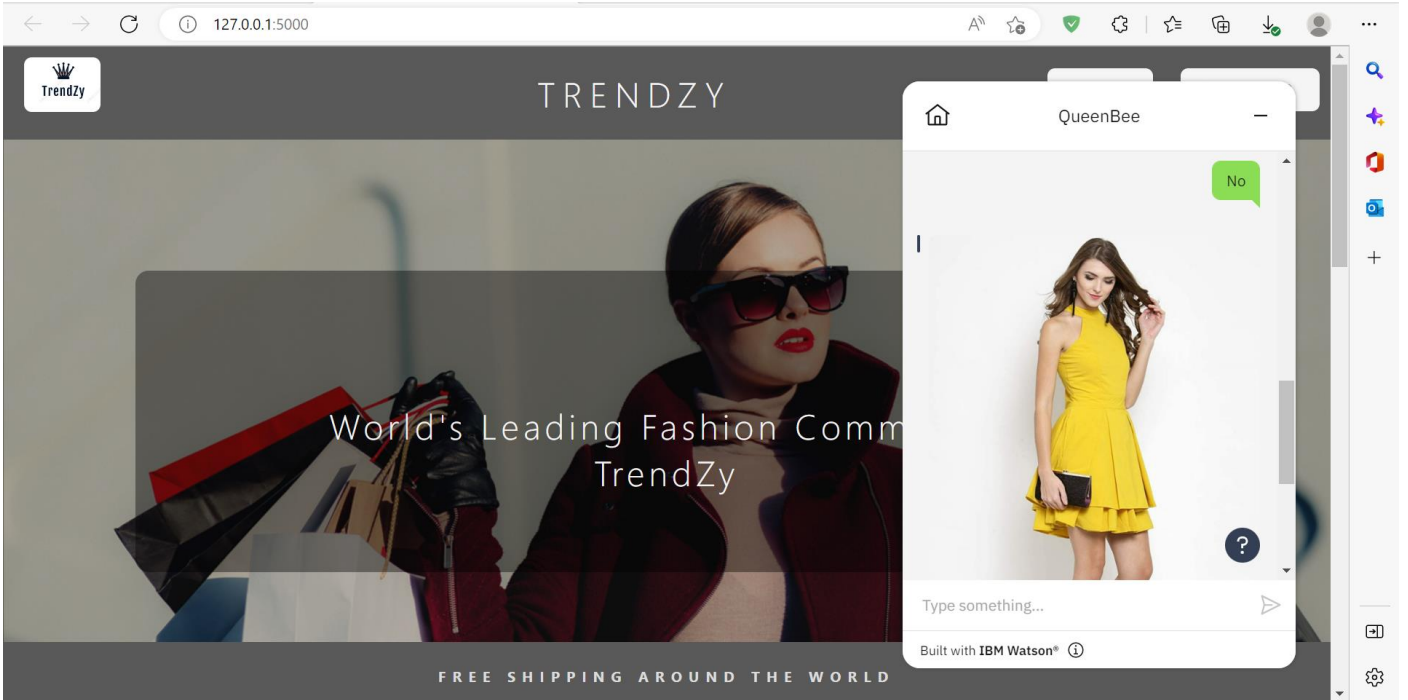 127.0.0.1:5000
TrendZy
TRENDZY
QueenBee
No
World's Leading Fashion Comm
TrendZy
?
Type something...
Built with IBM Watson®
FREE SHIPPING AROUND THE WORLD